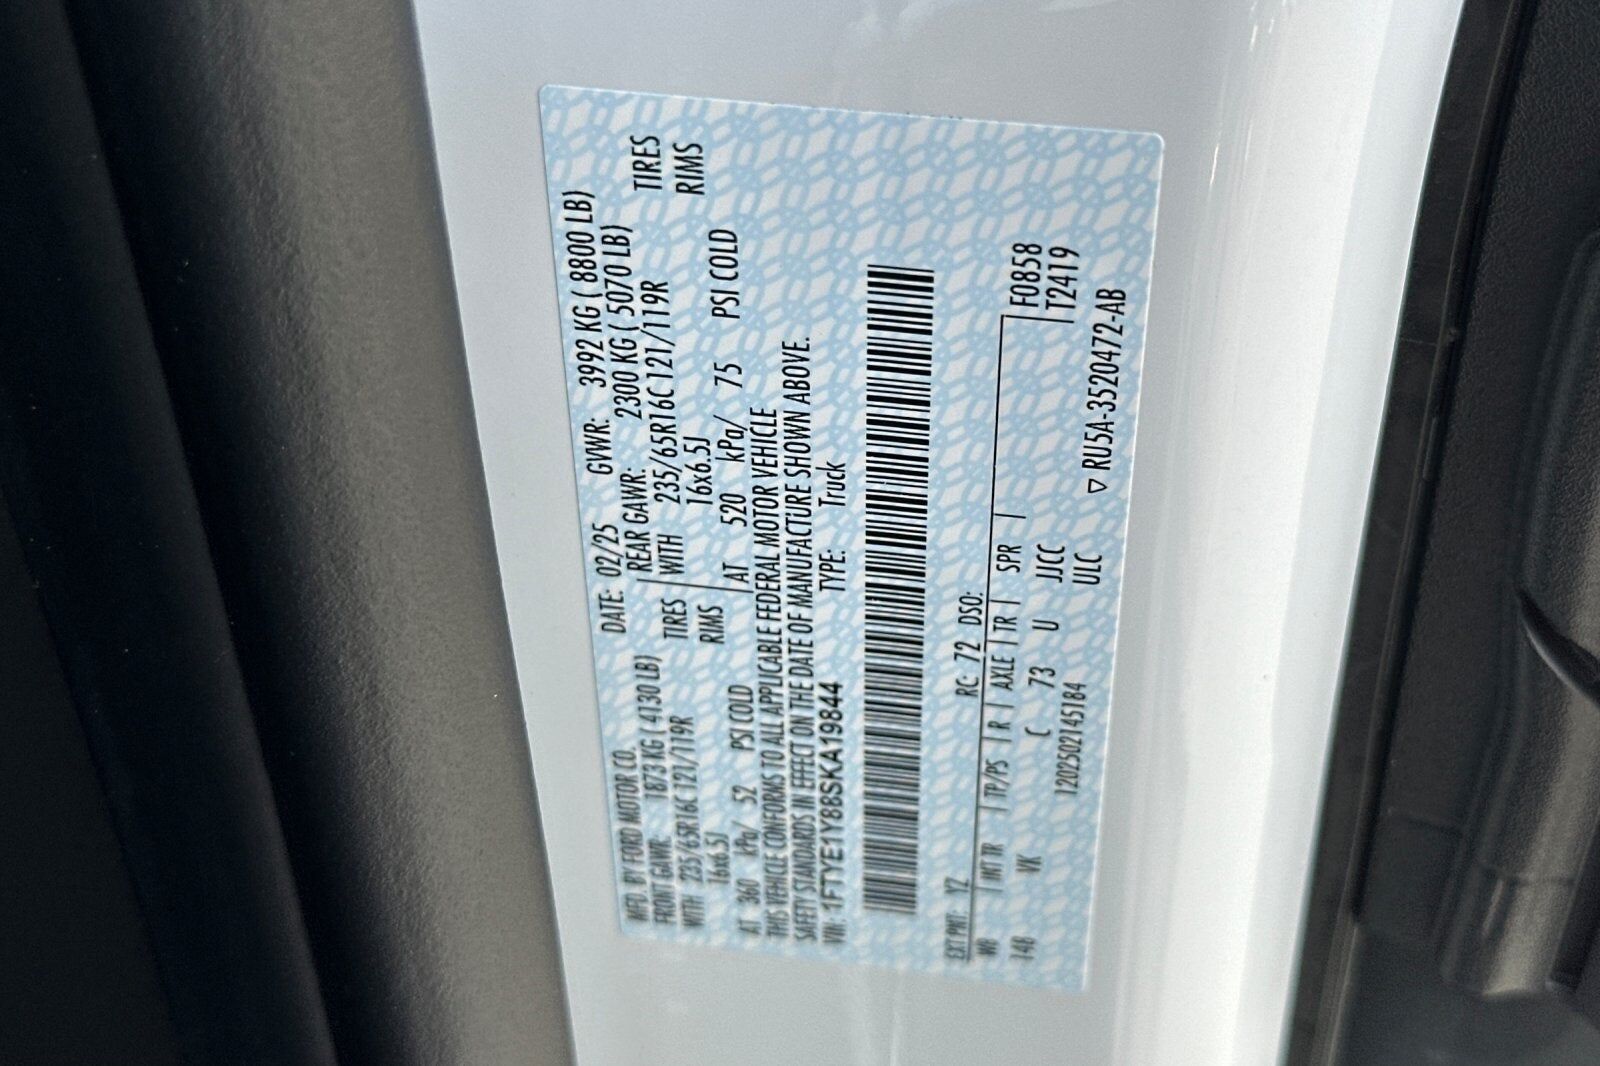 MFD. BY FORD MOTOR CO.
DATE: 02/25 GVWR: 3992 KG ( 8800 LB)
FRONT GAWR: 1873 KG ( 4130 LB) REAR GAWR: 2300 KG ( 5070 LB)
WITH 235/65R16C 121/119R TIRES WITH 235/65R16C 121/119R TIRES
16x6.5J RIMS 16x6.5J RIMS
AT 360 kPa/ 52 PSI COLD AT 520 kPa/ 75 PSI COLD
THIS VEHICLE CONFORMS TO ALL APPLICABLE FEDERAL MOTOR VEHICLE
SAFETY STANDARDS IN EFFECT ON THE DATE OF MANUFACTURE SHOWN ABOVE.
VIN: 1FTYE1Y88SKA19844 TYPE: Truck
EXT PNT: YZ RC: 72 DSO:
WB INT TR TP/PS R AXLE TR SPR F0858
148 VK C 73 U JJCC T2419
ULC
12025021451B4 ▽ RU5A-3520472-AB